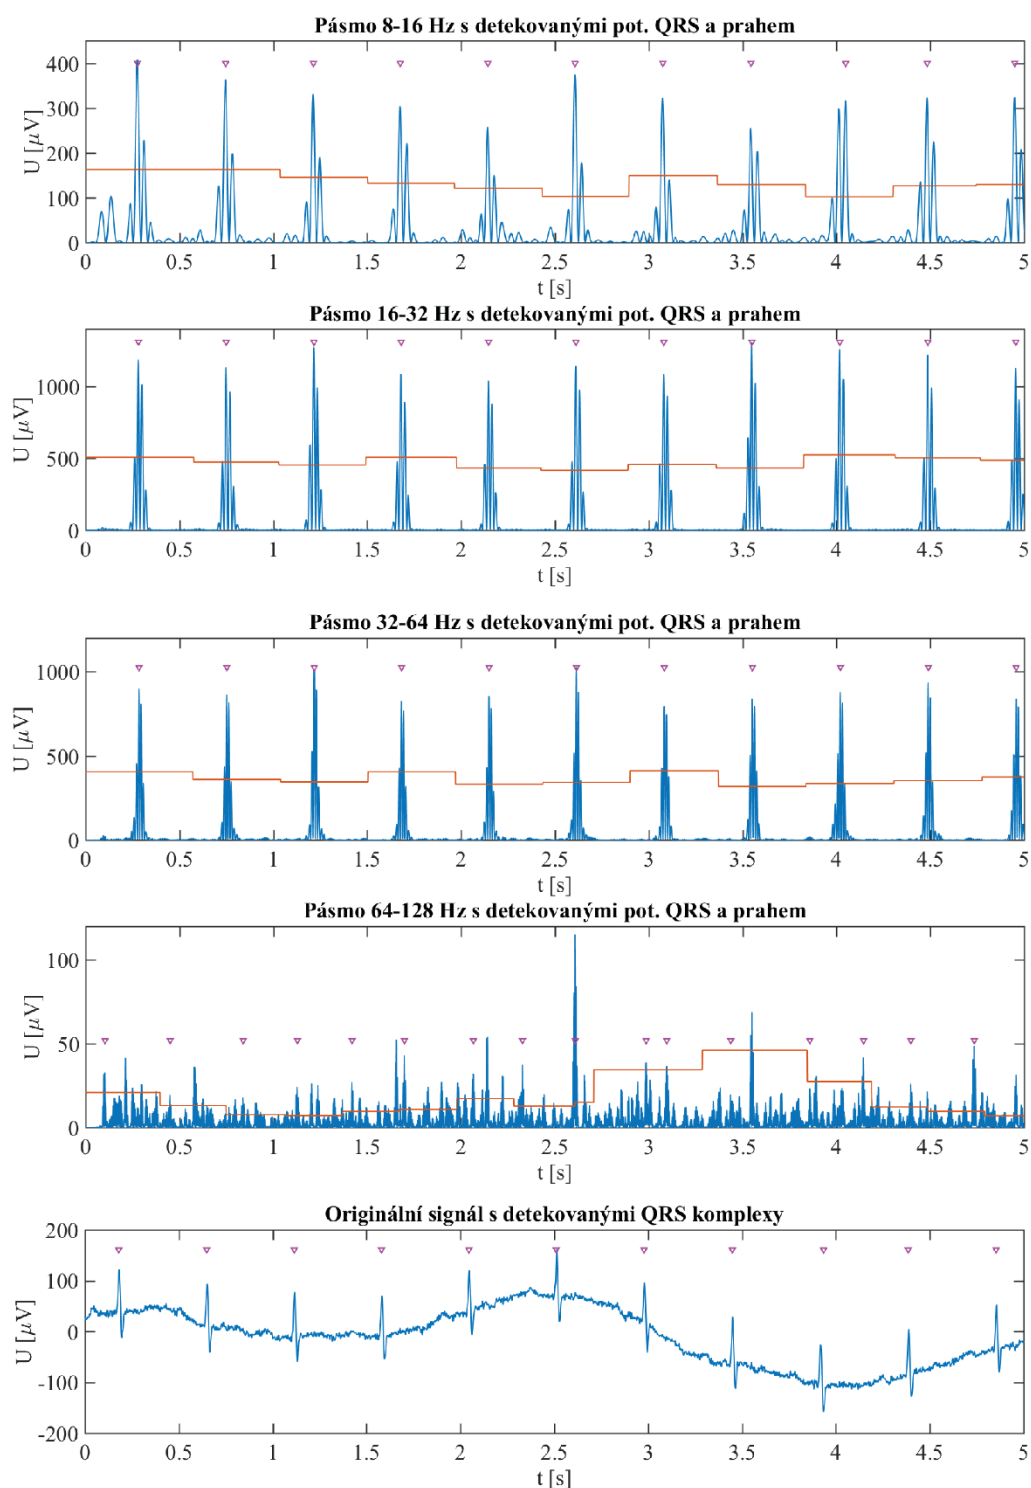 Pásmo 8-16 Hz s detekovanými pot. QRS a prahem
400
300
200
100
0
U [µV]
0 0.5 1 1.5 2 2.5 3 3.5 4 4.5 5
t [s]
Pásmo 16-32 Hz s detekovanými pot. QRS a prahem
1000
500
0
U [µV]
0 0.5 1 1.5 2 2.5 3 3.5 4 4.5 5
t [s]
Pásmo 32-64 Hz s detekovanými pot. QRS a prahem
1000
500
0
U [µV]
0 0.5 1 1.5 2 2.5 3 3.5 4 4.5 5
t [s]
Pásmo 64-128 Hz s detekovanými pot. QRS a prahem
100
50
0
U [µV]
0 0.5 1 1.5 2 2.5 3 3.5 4 4.5 5
t [s]
Originální signál s detekovanými QRS komplexy
200
100
0
-100
-200
U [µV]
0 0.5 1 1.5 2 2.5 3 3.5 4 4.5 5
t [s]